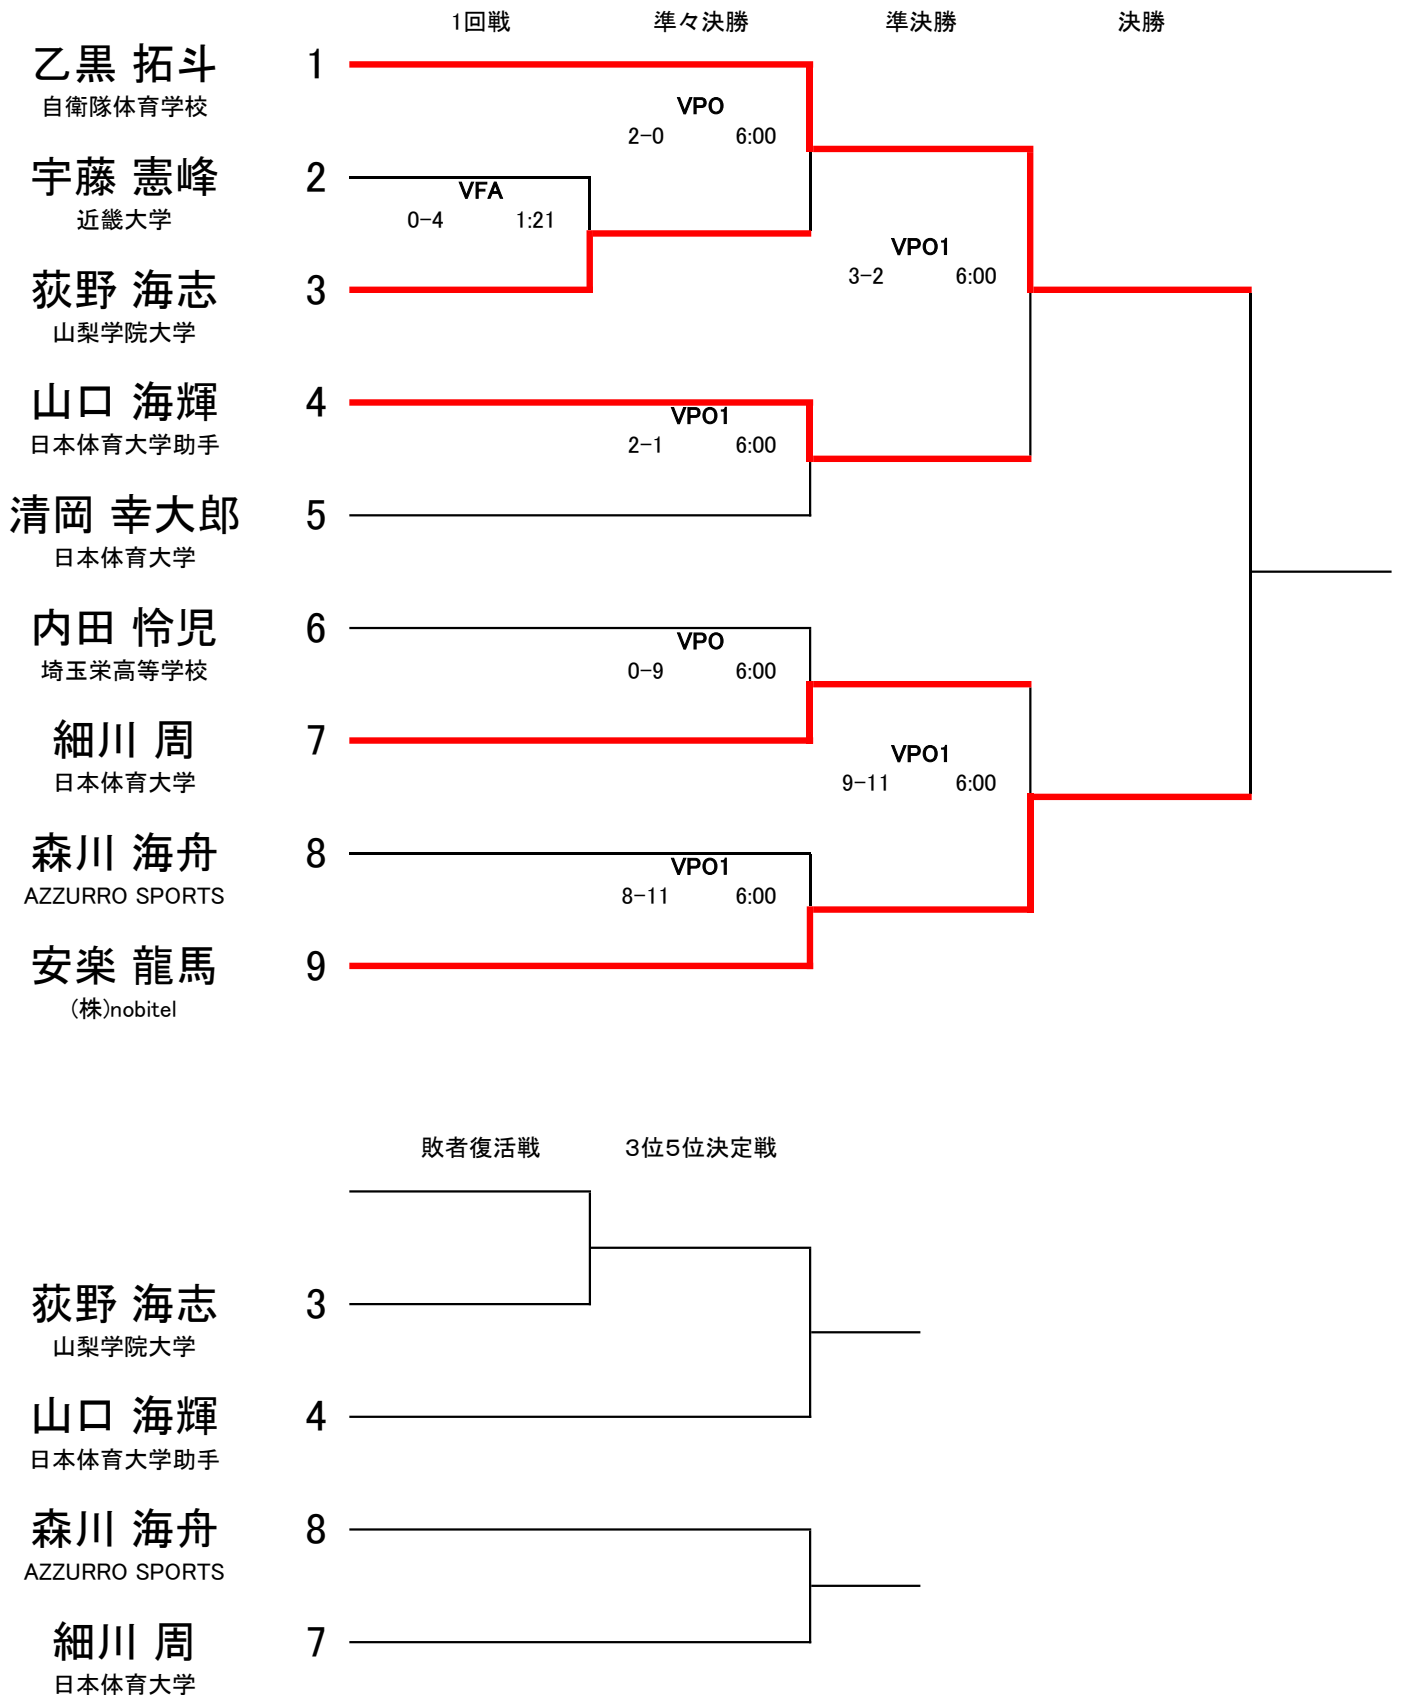 1回戦 準々決勝 準決勝 決勝
乙黒 拓斗 1
自衛隊体育学校
VPO
2-0 6:00
宇藤 憲峰 2
近畿大学
VFA
0-4 1:21
VPO1
3-2 6:00
荻野 海志 3
山梨学院大学
山口 海輝 4
日本体育大学助手
VPO1
2-1 6:00
清岡 幸大郎 5
日本体育大学
内田 怜児 6
埼玉栄高等学校
VPO
0-9 6:00
細川 周 7
日本体育大学
VPO1
9-11 6:00
森川 海舟 8
AZZURRO SPORTS
VPO1
8-11 6:00
安楽 龍馬 9
(株)nobitel
敗者復活戦 3位5位決定戦
荻野 海志 3
山梨学院大学
山口 海輝 4
日本体育大学助手
森川 海舟 8
AZZURRO SPORTS
細川 周 7
日本体育大学